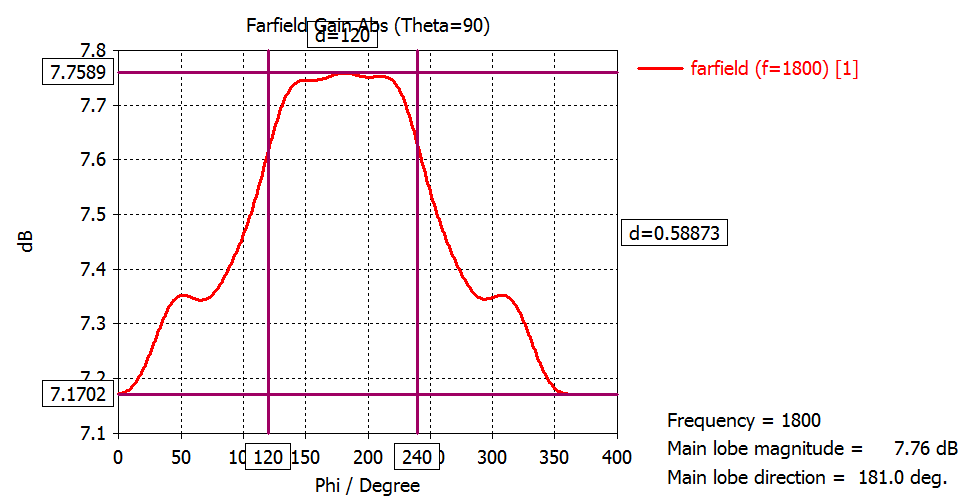 Farfield Gain Abs (Theta=90)
d=120
7.8
7.7589
7.7
7.6
7.5
7.4
7.3
7.2
7.1702
7.1
dB
farfield (f=1800) [1]
d=0.58873
0 50 10 120 150 200 240 300 350 400
Phi / Degree
Frequency = 1800
Main lobe magnitude = 7.76 dB
Main lobe direction = 181.0 deg.